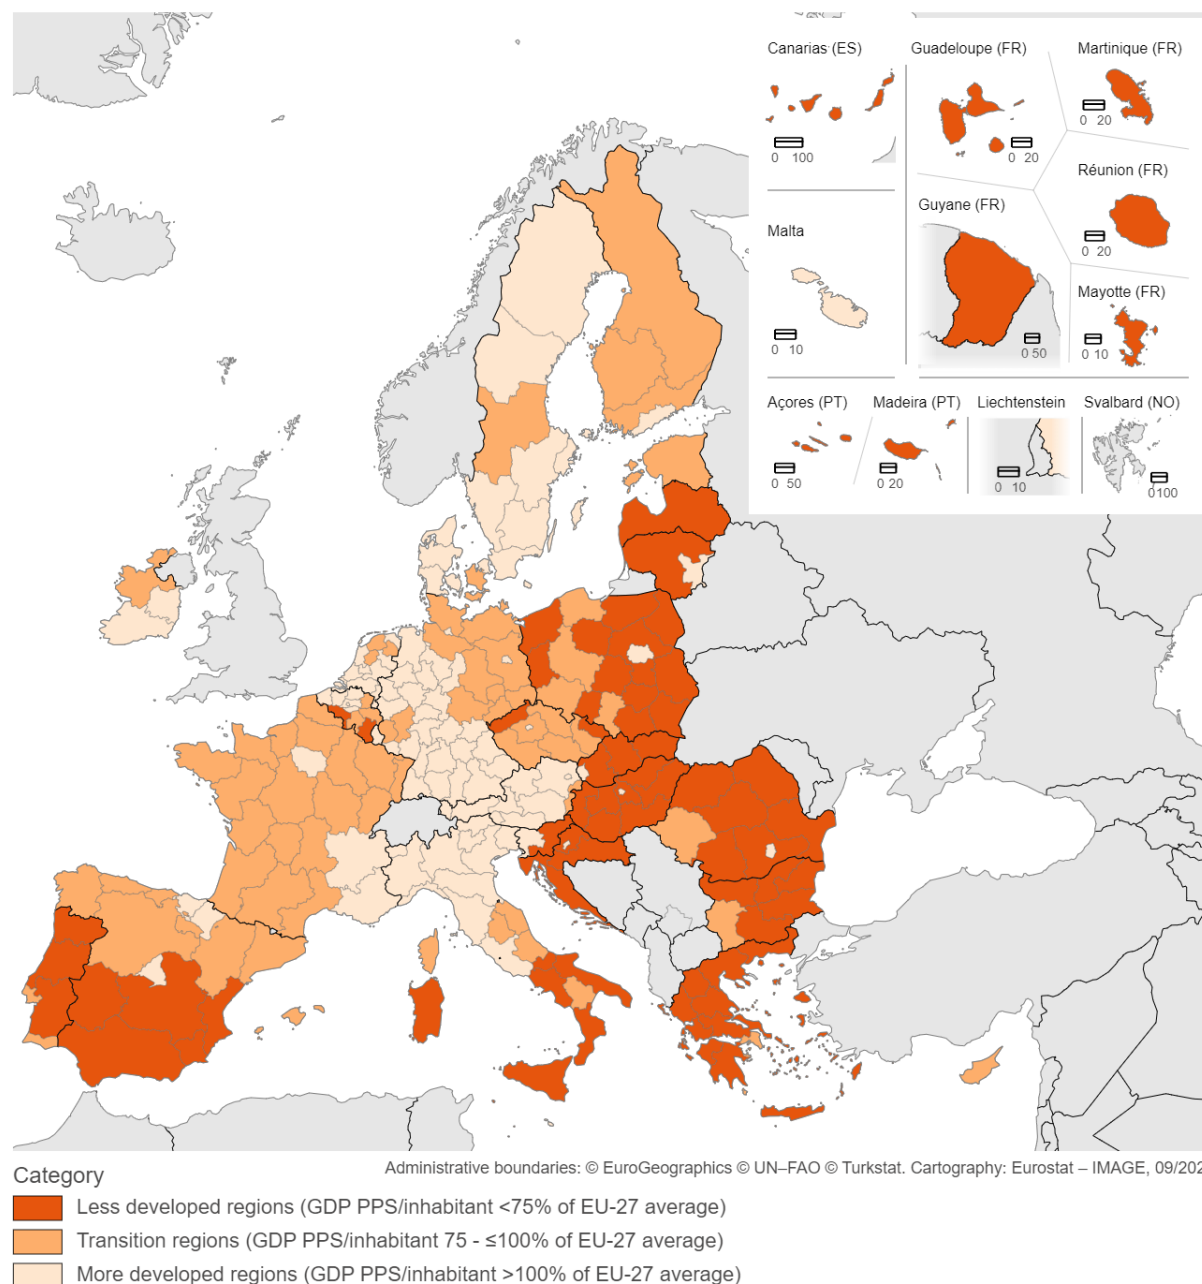 Canarias (ES)
Guadeloupe (FR)
Martinique (FR)
0 100
0 20
0 20
Réunion (FR)
Guyane (FR)
0 20
Malta
Mayotte (FR)
0 10
0 50
0 10
Açores (PT)
Madeira (PT)
Liechtenstein
Svalbard (NO)
0 50
0 20
0 10
0 100
Administrative boundaries: © EuroGeographics © UN–FAO © Turkstat. Cartography: Eurostat – IMAGE, 09/202
Category
Less developed regions (GDP PPS/inhabitant <75% of EU-27 average)
Transition regions (GDP PPS/inhabitant 75 - ≤100% of EU-27 average)
More developed regions (GDP PPS/inhabitant >100% of EU-27 average)